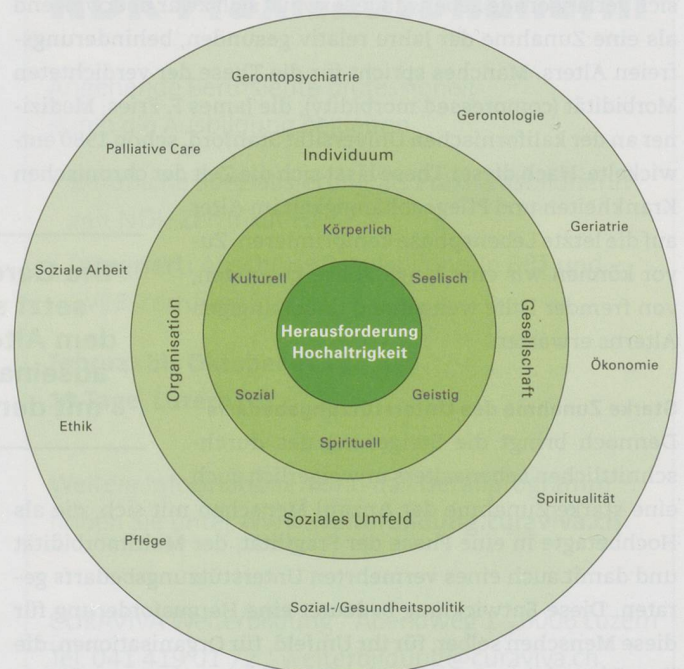 Gerontopsychiatrie
Gerontologie
Palliative Care
Individuum
Geriatrie
Körperlich
Soziale Arbeit
Kulturell
Seelisch
Organisation
Gesellschaft
Herausforderung
Hochaltrigkeit
Ökonomie
Sozial
Geistig
Ethik
Spirituell
Spiritualität
Soziales Umfeld
Pflege
Sozial-/Gesundheitspolitik